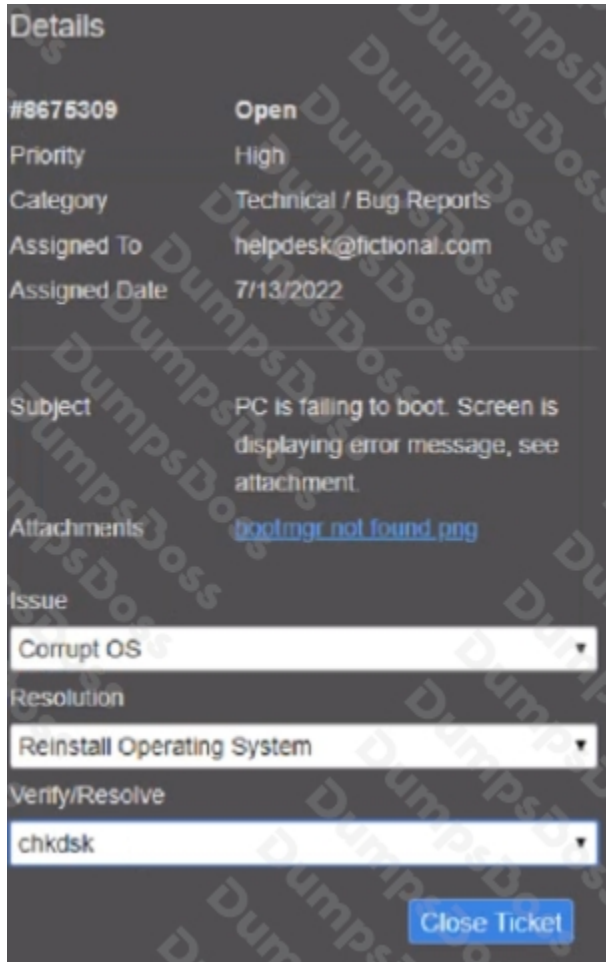 Details
#8675309 Open
Priority High
Category Technical / Bug Reports
Assigned To helpdesk@fictional.com
Assigned Date 7/13/2022
Subject PC is failing to boot. Screen is
displaying error message, see
attachment.
Attachments bootmgr not found.png
Issue
Corrupt OS
Resolution
Reinstall Operating System
Verify/Resolve
chkdsk
Close Ticket
DumpsBoss